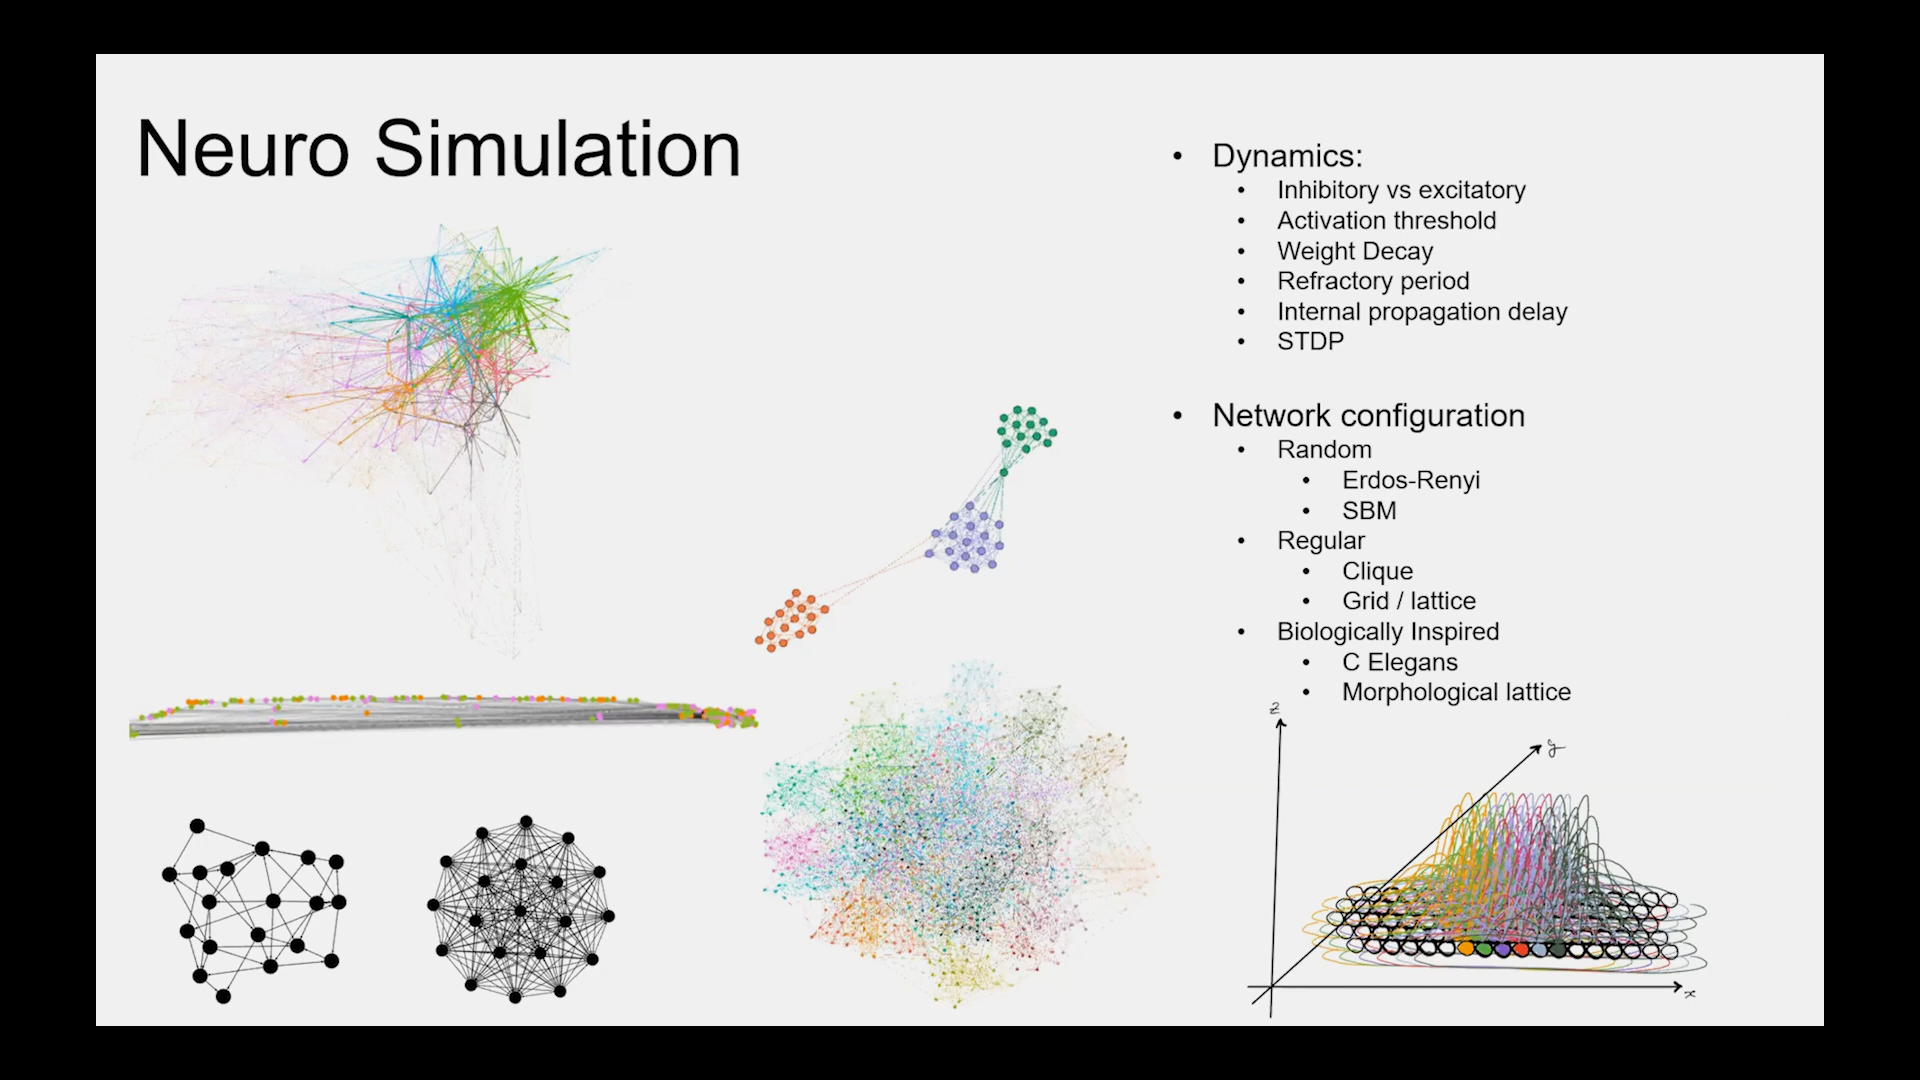 Neuro Simulation
• Dynamics:
• Inhibitory vs excitatory
• Activation threshold
• Weight Decay
• Refractory period
• Internal propagation delay
• STDP
• Network configuration
• Random
• Erdos-Renyi
• SBM
• Regular
• Clique
• Grid / lattice
• Biologically Inspired
• C Elegans
• Morphological lattice
z
y
x